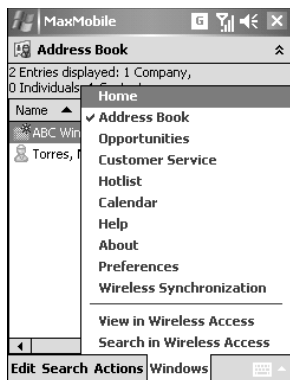 MaxMobile G
Address Book
2 Entries displayed: 1 Company,
0 Individuals, 1
Name
ABC Win
Torres,
Home
Address Book
Opportunities
Customer Service
Hotlist
Calendar
Help
About
Preferences
Wireless Synchronization
View in Wireless Access
Search in Wireless Access
Edit Search Actions Windows